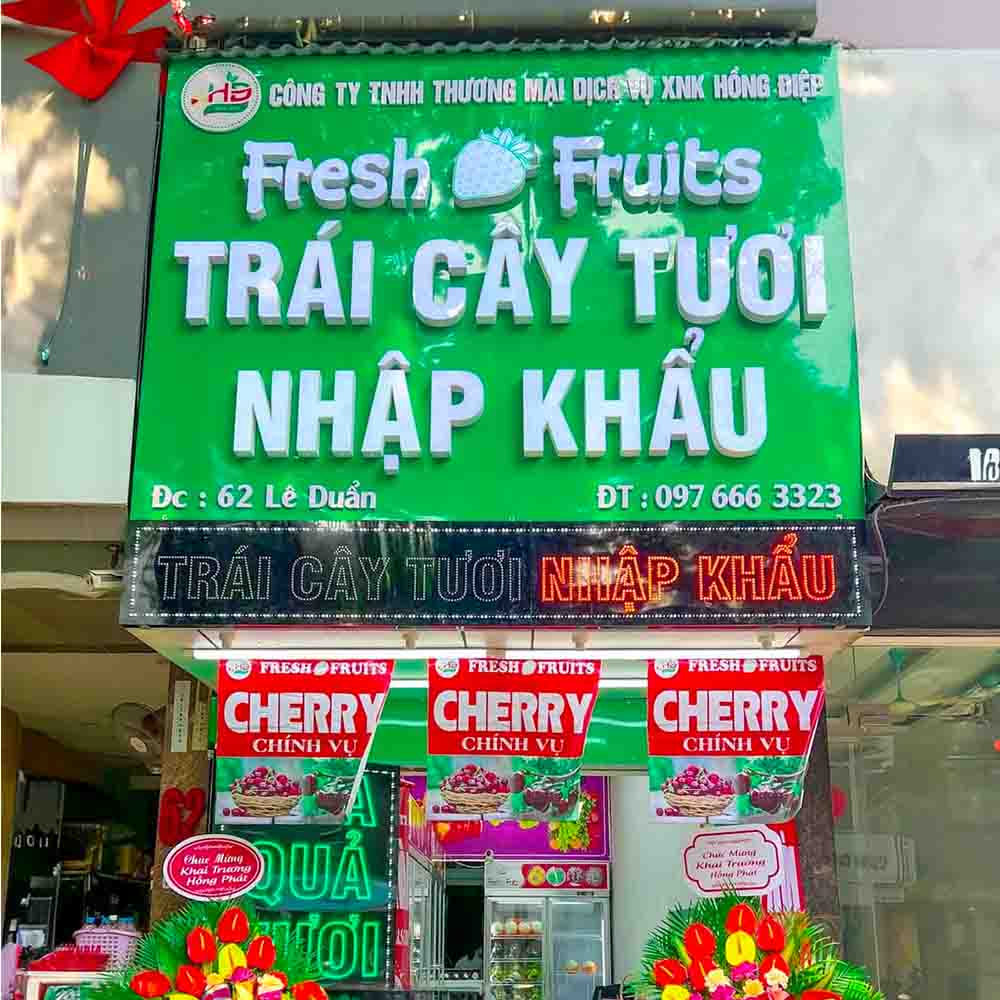 HĐ
CÔNG TY TNHH THƯƠNG MẠI DỊCH VỤ XNK HỒNG ĐIỆP
Fresh Fruits
TRÁI CÂY TƯƠI
NHẬP KHẨU
Đc : 62 Lê Duẩn
ĐT : 097 666 3323
TRÁI CÂY TƯƠI NHẬP KHẨU
FRESH FRUITS
CHERRY
CHÍNH VỤ
FRESH FRUITS
CHERRY
CHÍNH VỤ
FRESH FRUITS
CHERRY
CHÍNH VỤ
62
QUẢ
TƯƠI
Chúc Mừng
Khai Trương
Hồng Phát
Chúc Mừng
Khai Trương
Hồng Phát